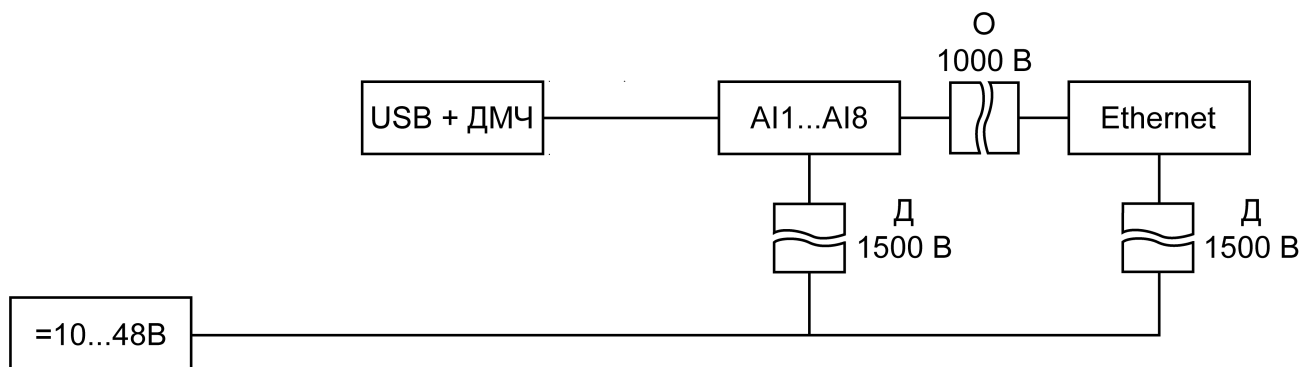 О
1000 В
USB + ДМЧ
AI1...AI8
Ethernet
Д
1500 В
Д
1500 В
=10...48В